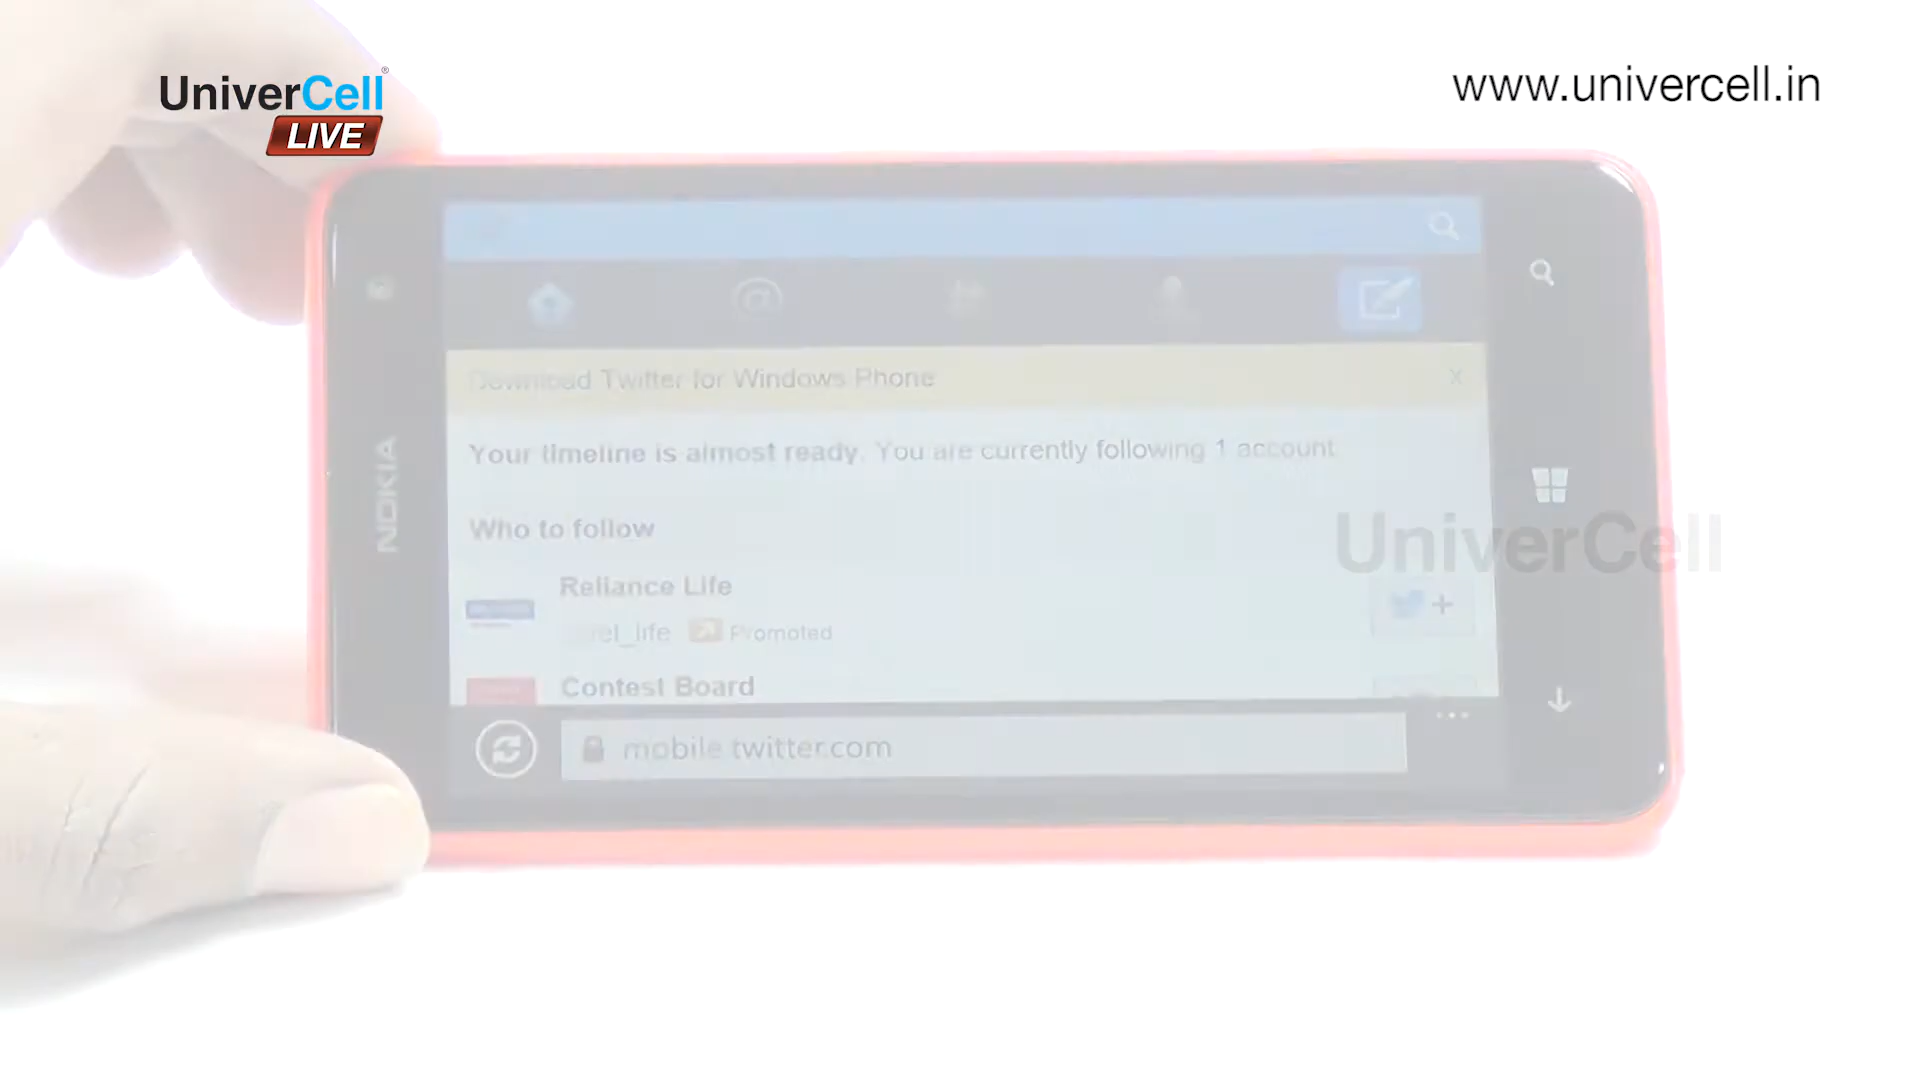 UniverCell®
LIVE
www.univercell.in
NOKIA
@
#
Download Twitter for Windows Phone
x
Your timeline is almost ready. You are currently following 1 account
Who to follow
Reliance Life
rel_life Promoted
+
Contest Board
mobile.twitter.com
...
UniverCell